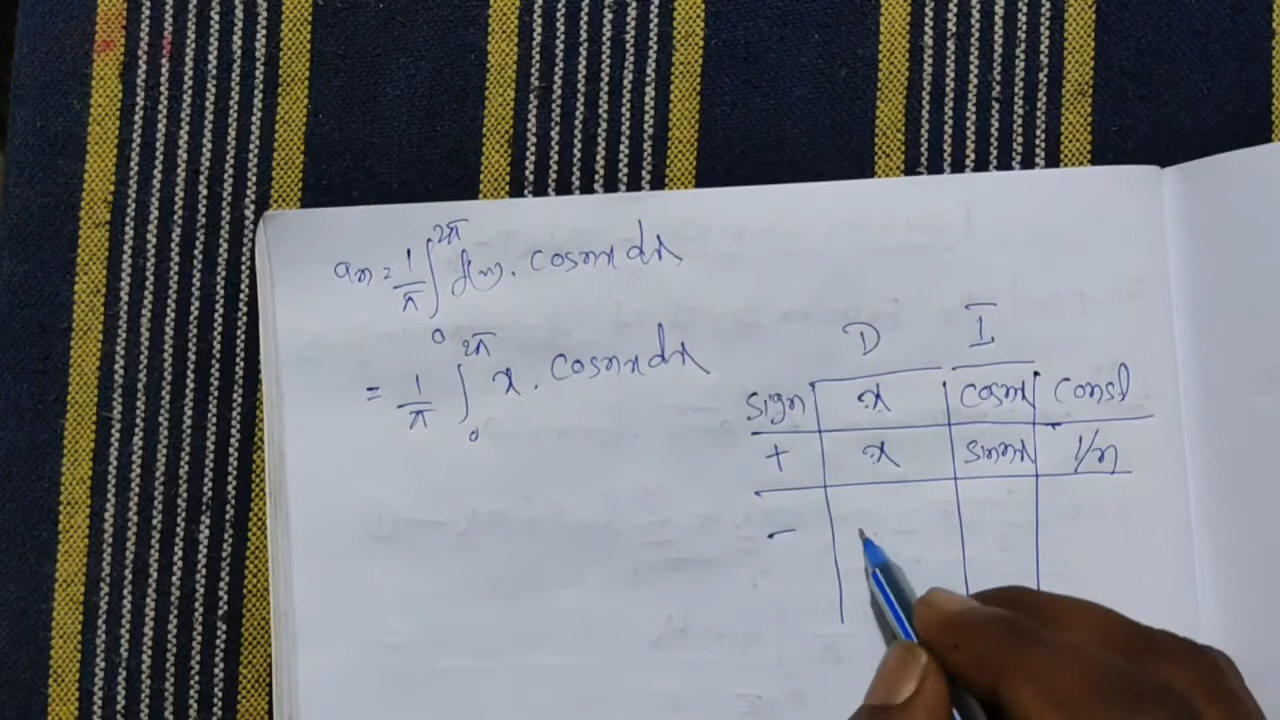 aₙ = 1/π ∫₀^2π f(x). cosnx dx
= 1/π ∫₀^2π x . cosnx dx
D I
sign x cosnx const
+ x sinnx 1/n
-